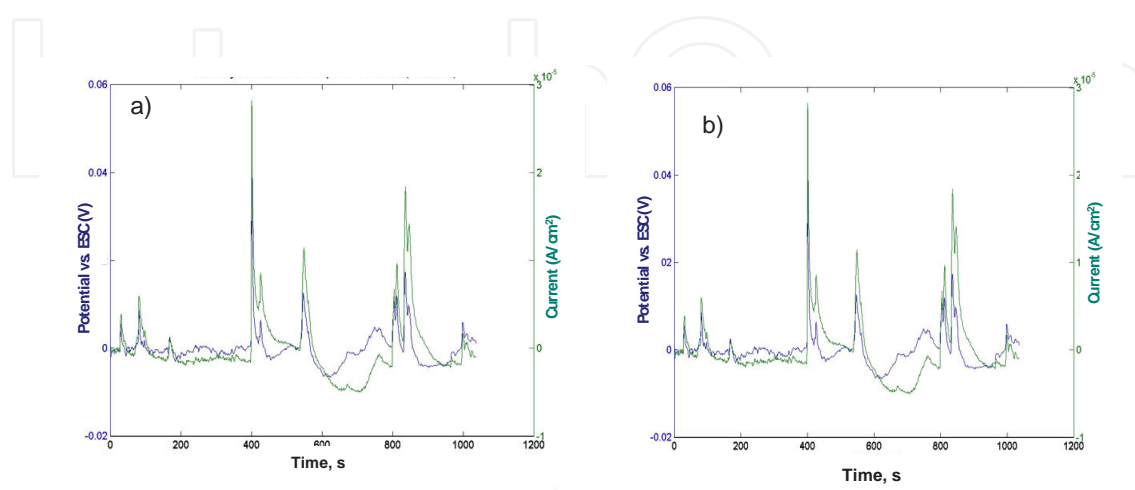 a)
x 10⁻⁵
0.06
0.04
0.02
0
-0.02
Potential vs. ESC(V)
3
2
1
0
-1
Current (A/cm²)
0 200 400 600 800 1000 1200
Time, s
b)
x 10⁻⁵
0.06
0.04
02
0
-0.02
Potential vs. ESC(V)
3
2
1
0
-1
Current (A/cm²)
0 200 400 600 800 1000 1200
Time, s